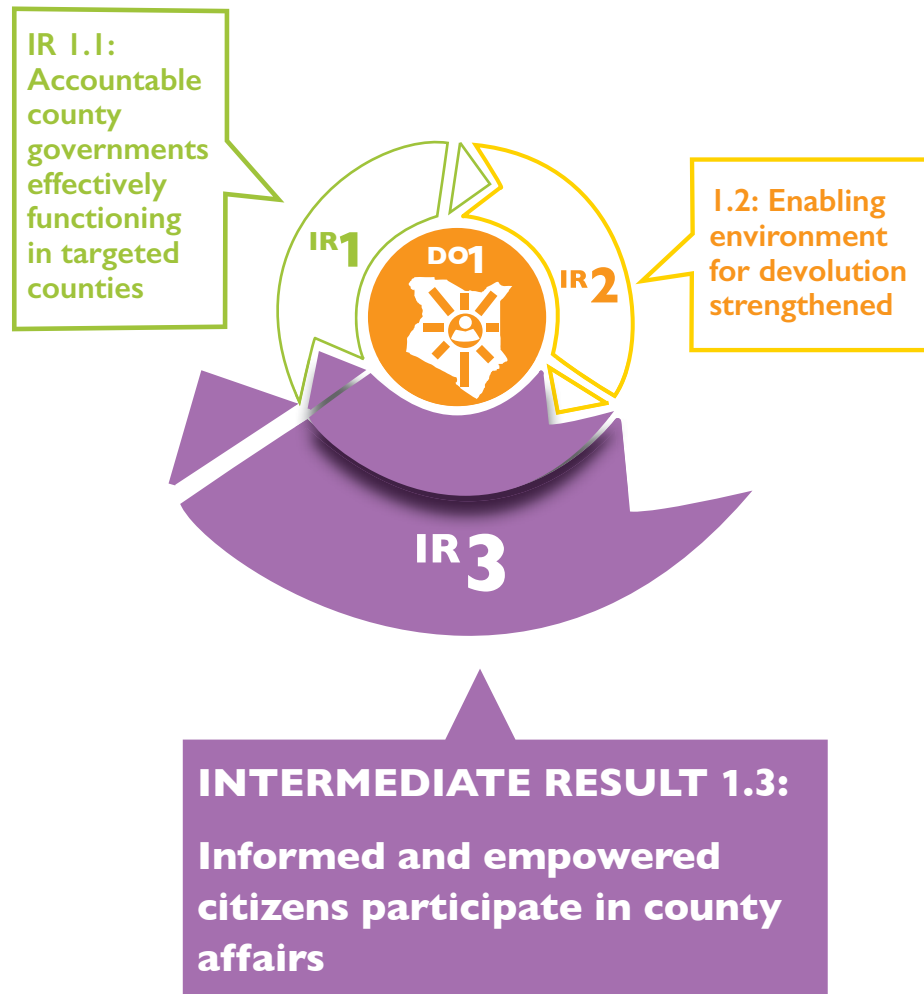 IR 1.1:
Accountable
county
governments
effectively
functioning
in targeted
counties
IR1
DO1
IR2
1.2: Enabling
environment
for devolution
strengthened
IR3
INTERMEDIATE RESULT 1.3:
Informed and empowered
citizens participate in county
affairs